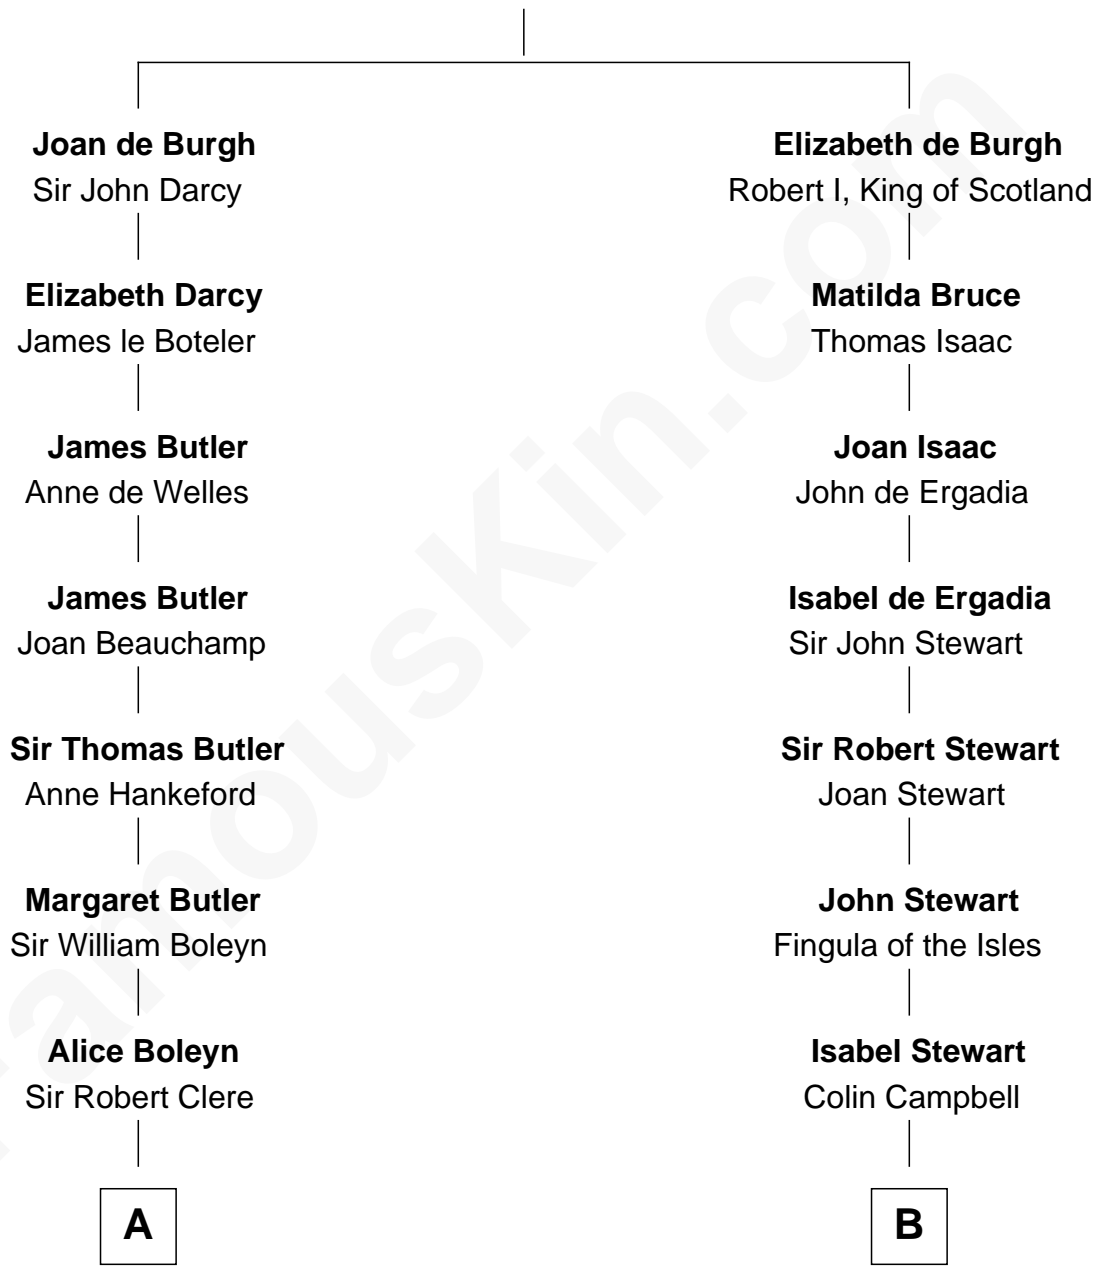 Joan de Burgh
Sir John Darcy
Elizabeth Darcy
James le Boteler
James Butler
Anne de Welles
James Butler
Joan Beauchamp
Sir Thomas Butler
Anne Hankeford
Margaret Butler
Sir William Boleyn
Alice Boleyn
Sir Robert Clere
A
Elizabeth de Burgh
Robert I, King of Scotland
Matilda Bruce
Thomas Isaac
Joan Isaac
John de Ergadia
Isabel de Ergadia
Sir John Stewart
Sir Robert Stewart
Joan Stewart
John Stewart
Fingula of the Isles
Isabel Stewart
Colin Campbell
B
FamousKin.com